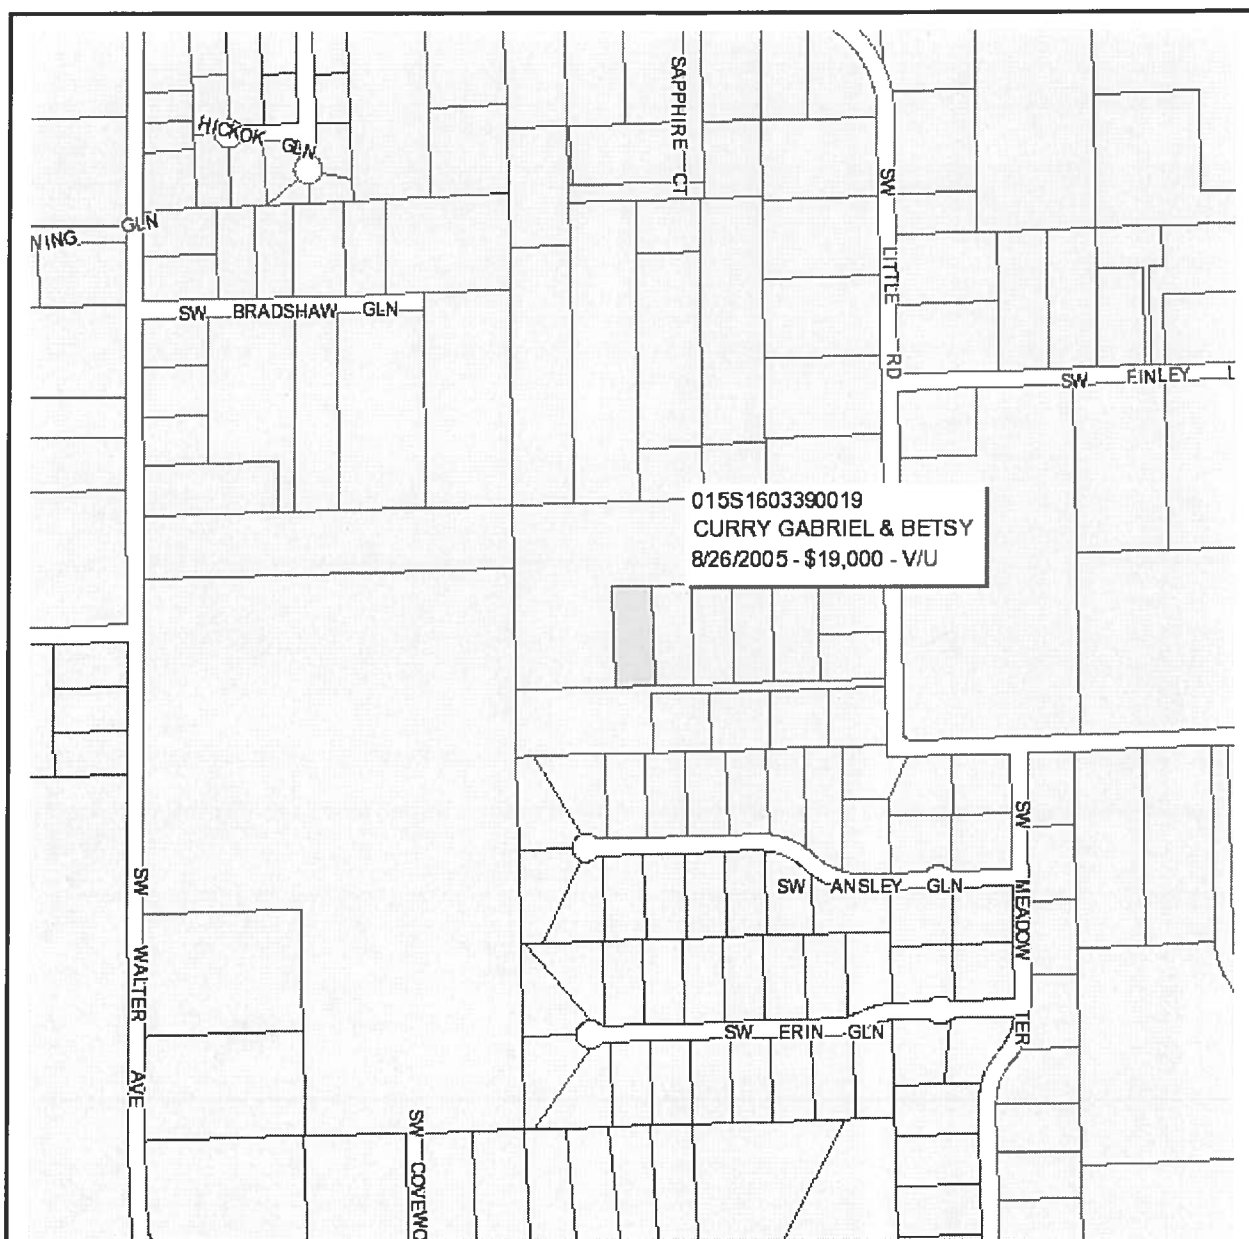 SAPPHIRE CT
HICKOK GLN
SW LITTLE RD
GLN
NING
SW BRADSHAW GLN
SW FINLEY L
015S1603390019
CURRY GABRIEL & BETSY
8/26/2005 - $19,000 - V/U
SW MEADOW TER
SW ANSLEY GLN
SW WALTER AVE
SW ERIN GLN
SW COVEWO